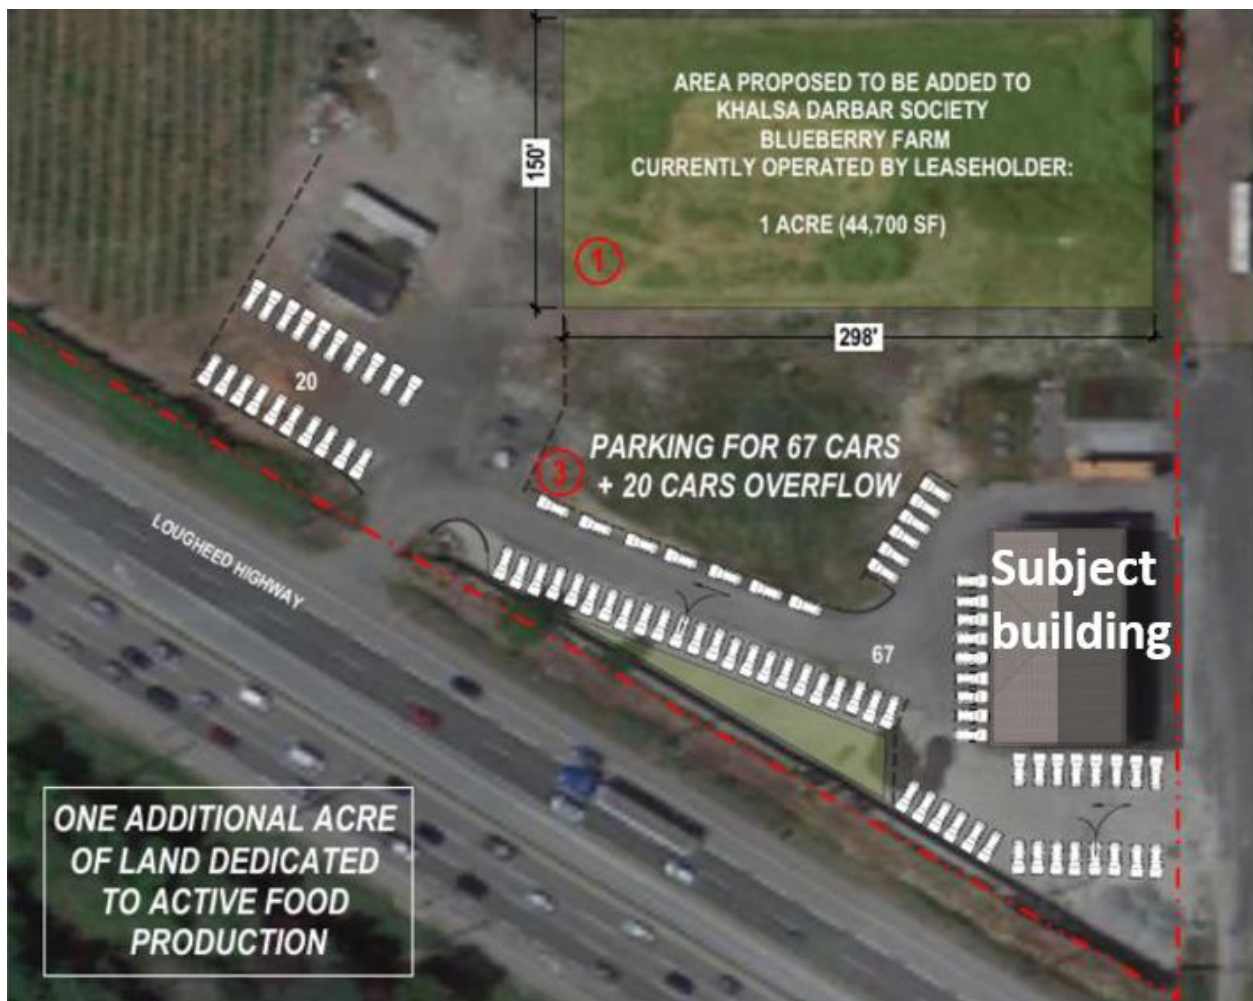 AREA PROPOSED TO BE ADDED TO
KHALSA DARBAR SOCIETY
BLUEBERRY FARM
CURRENTLY OPERATED BY LEASEHOLDER:
1 ACRE (44,700 SF)
150'
1
298'
20
3
PARKING FOR 67 CARS
+ 20 CARS OVERFLOW
LOUGHEED HIGHWAY
Subject
building
67
ONE ADDITIONAL ACRE
OF LAND DEDICATED
TO ACTIVE FOOD
PRODUCTION